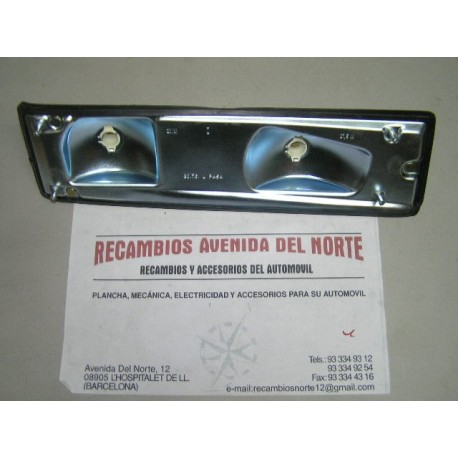 RECAMBIOS AVENIDA DEL NORTE
RECAMBIOS Y ACCESORIOS DEL AUTOMOVIL
PLANCHA, MECÁNICA, ELECTRICIDAD Y ACCESORIOS PARA SU AUTOMOVIL
Avenida Del Norte, 12
08905 L'HOSPITALET DE LL.
(BARCELONA)
Tels.: 93 334 93 12
93 334 92 54
Fax: 93 334 43 16
e-mail:recambiosnorte12@gmail.com